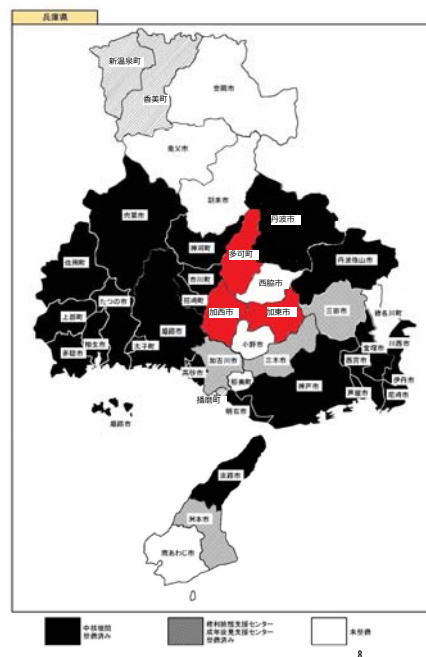 兵庫県
新温泉町
香美町
豊岡市
養父市
朝来市
宍粟市
丹波市
神河町
多可町
丹波篠山市
佐用町
市川町
西脇市
たつの市
福崎町
加西市
加東市
三田市
猪名川町
上郡町
姫路市
小野市
宝塚市
川西市
相生市
太子町
加古川市
三木市
赤穂市
西宮市
伊丹市
高砂市
稲美町
神戸市
芦屋市
尼崎市
播磨町
明石市
姫路市
淡路市
洲本市
南あわじ市
中核機関
整備済み
権利擁護支援センター
成年後見支援センター
整備済み
未整備
8